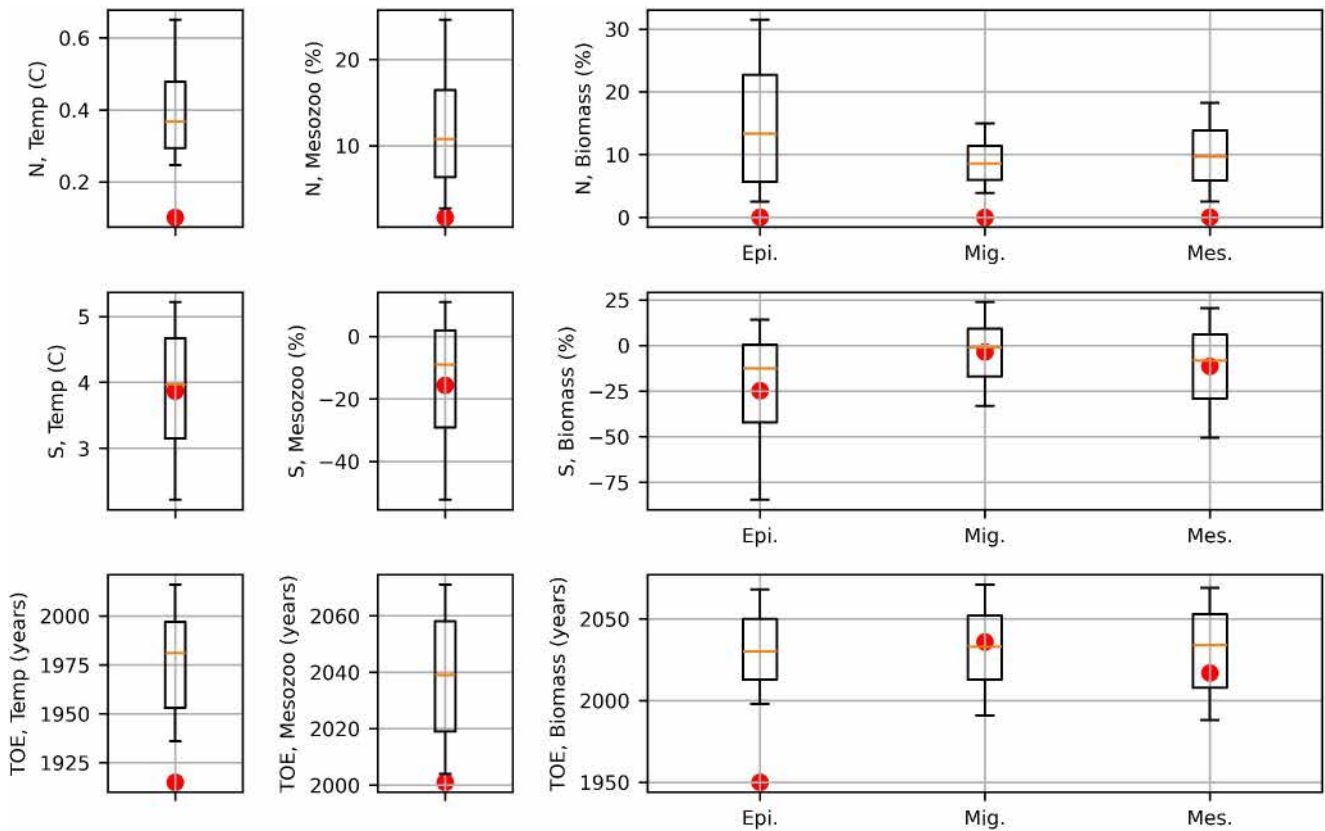 N, Temp (C)
0.6
0.4
0.2
N, Mesozoo (%)
20
10
N, Biomass (%)
30
20
10
0
Epi.
Mig.
Mes.
S, Temp (C)
5
4
3
S, Mesozoo (%)
0
−20
−40
S, Biomass (%)
25
0
−25
−50
−75
Epi.
Mig.
Mes.
TOE, Temp (years)
2000
1975
1950
1925
TOE, Mesozoo (years)
2060
2040
2020
2000
TOE, Biomass (years)
2050
2000
1950
Epi.
Mig.
Mes.